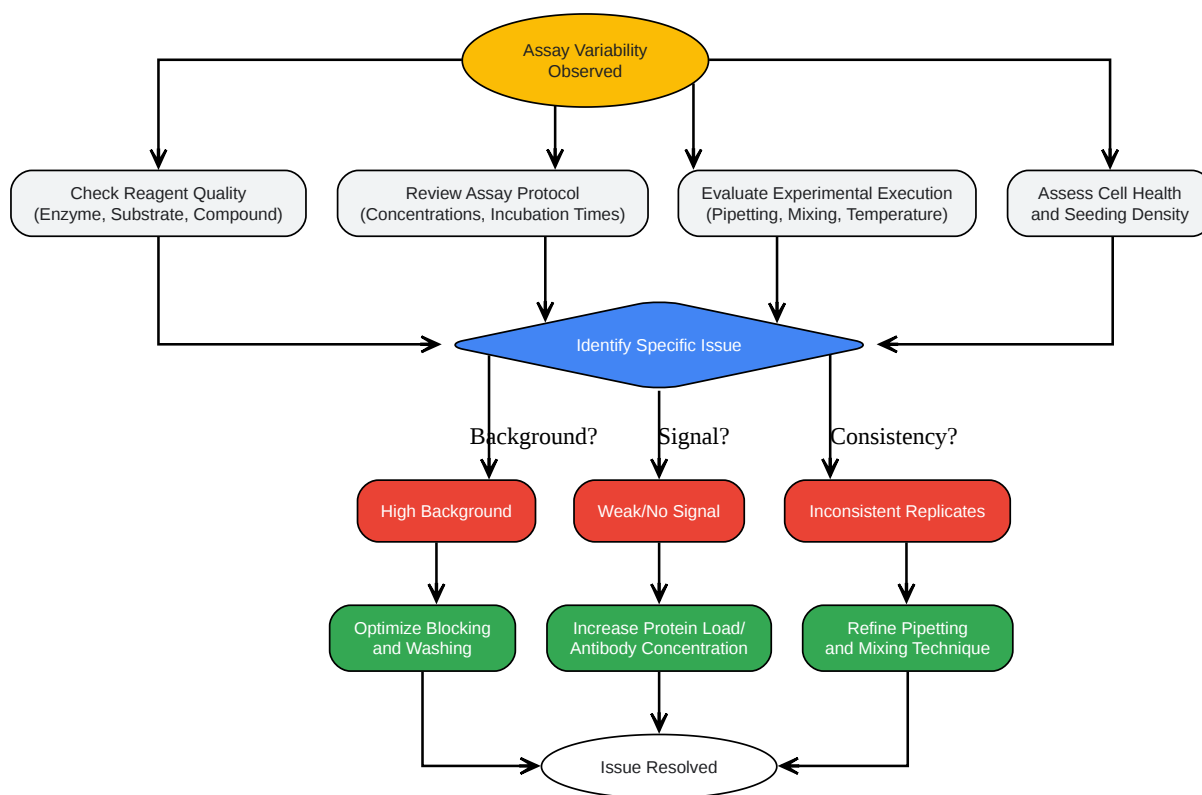 Assay Variability
Observed
Check Reagent Quality
(Enzyme, Substrate, Compound)
Review Assay Protocol
(Concentrations, Incubation Times)
Evaluate Experimental Execution
(Pipetting, Mixing, Temperature)
Assess Cell Health
and Seeding Density
Identify Specific Issue
Background?
Signal?
Consistency?
High Background
Weak/No Signal
Inconsistent Replicates
Optimize Blocking
and Washing
Increase Protein Load/
Antibody Concentration
Refine Pipetting
and Mixing Technique
Issue Resolved